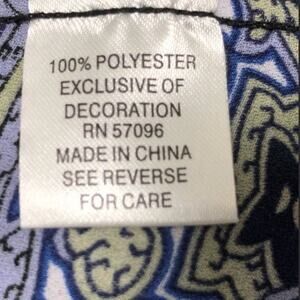 100% POLYESTER
EXCLUSIVE OF
DECORATION
RN 57096
MADE IN CHINA
SEE REVERSE
FOR CARE